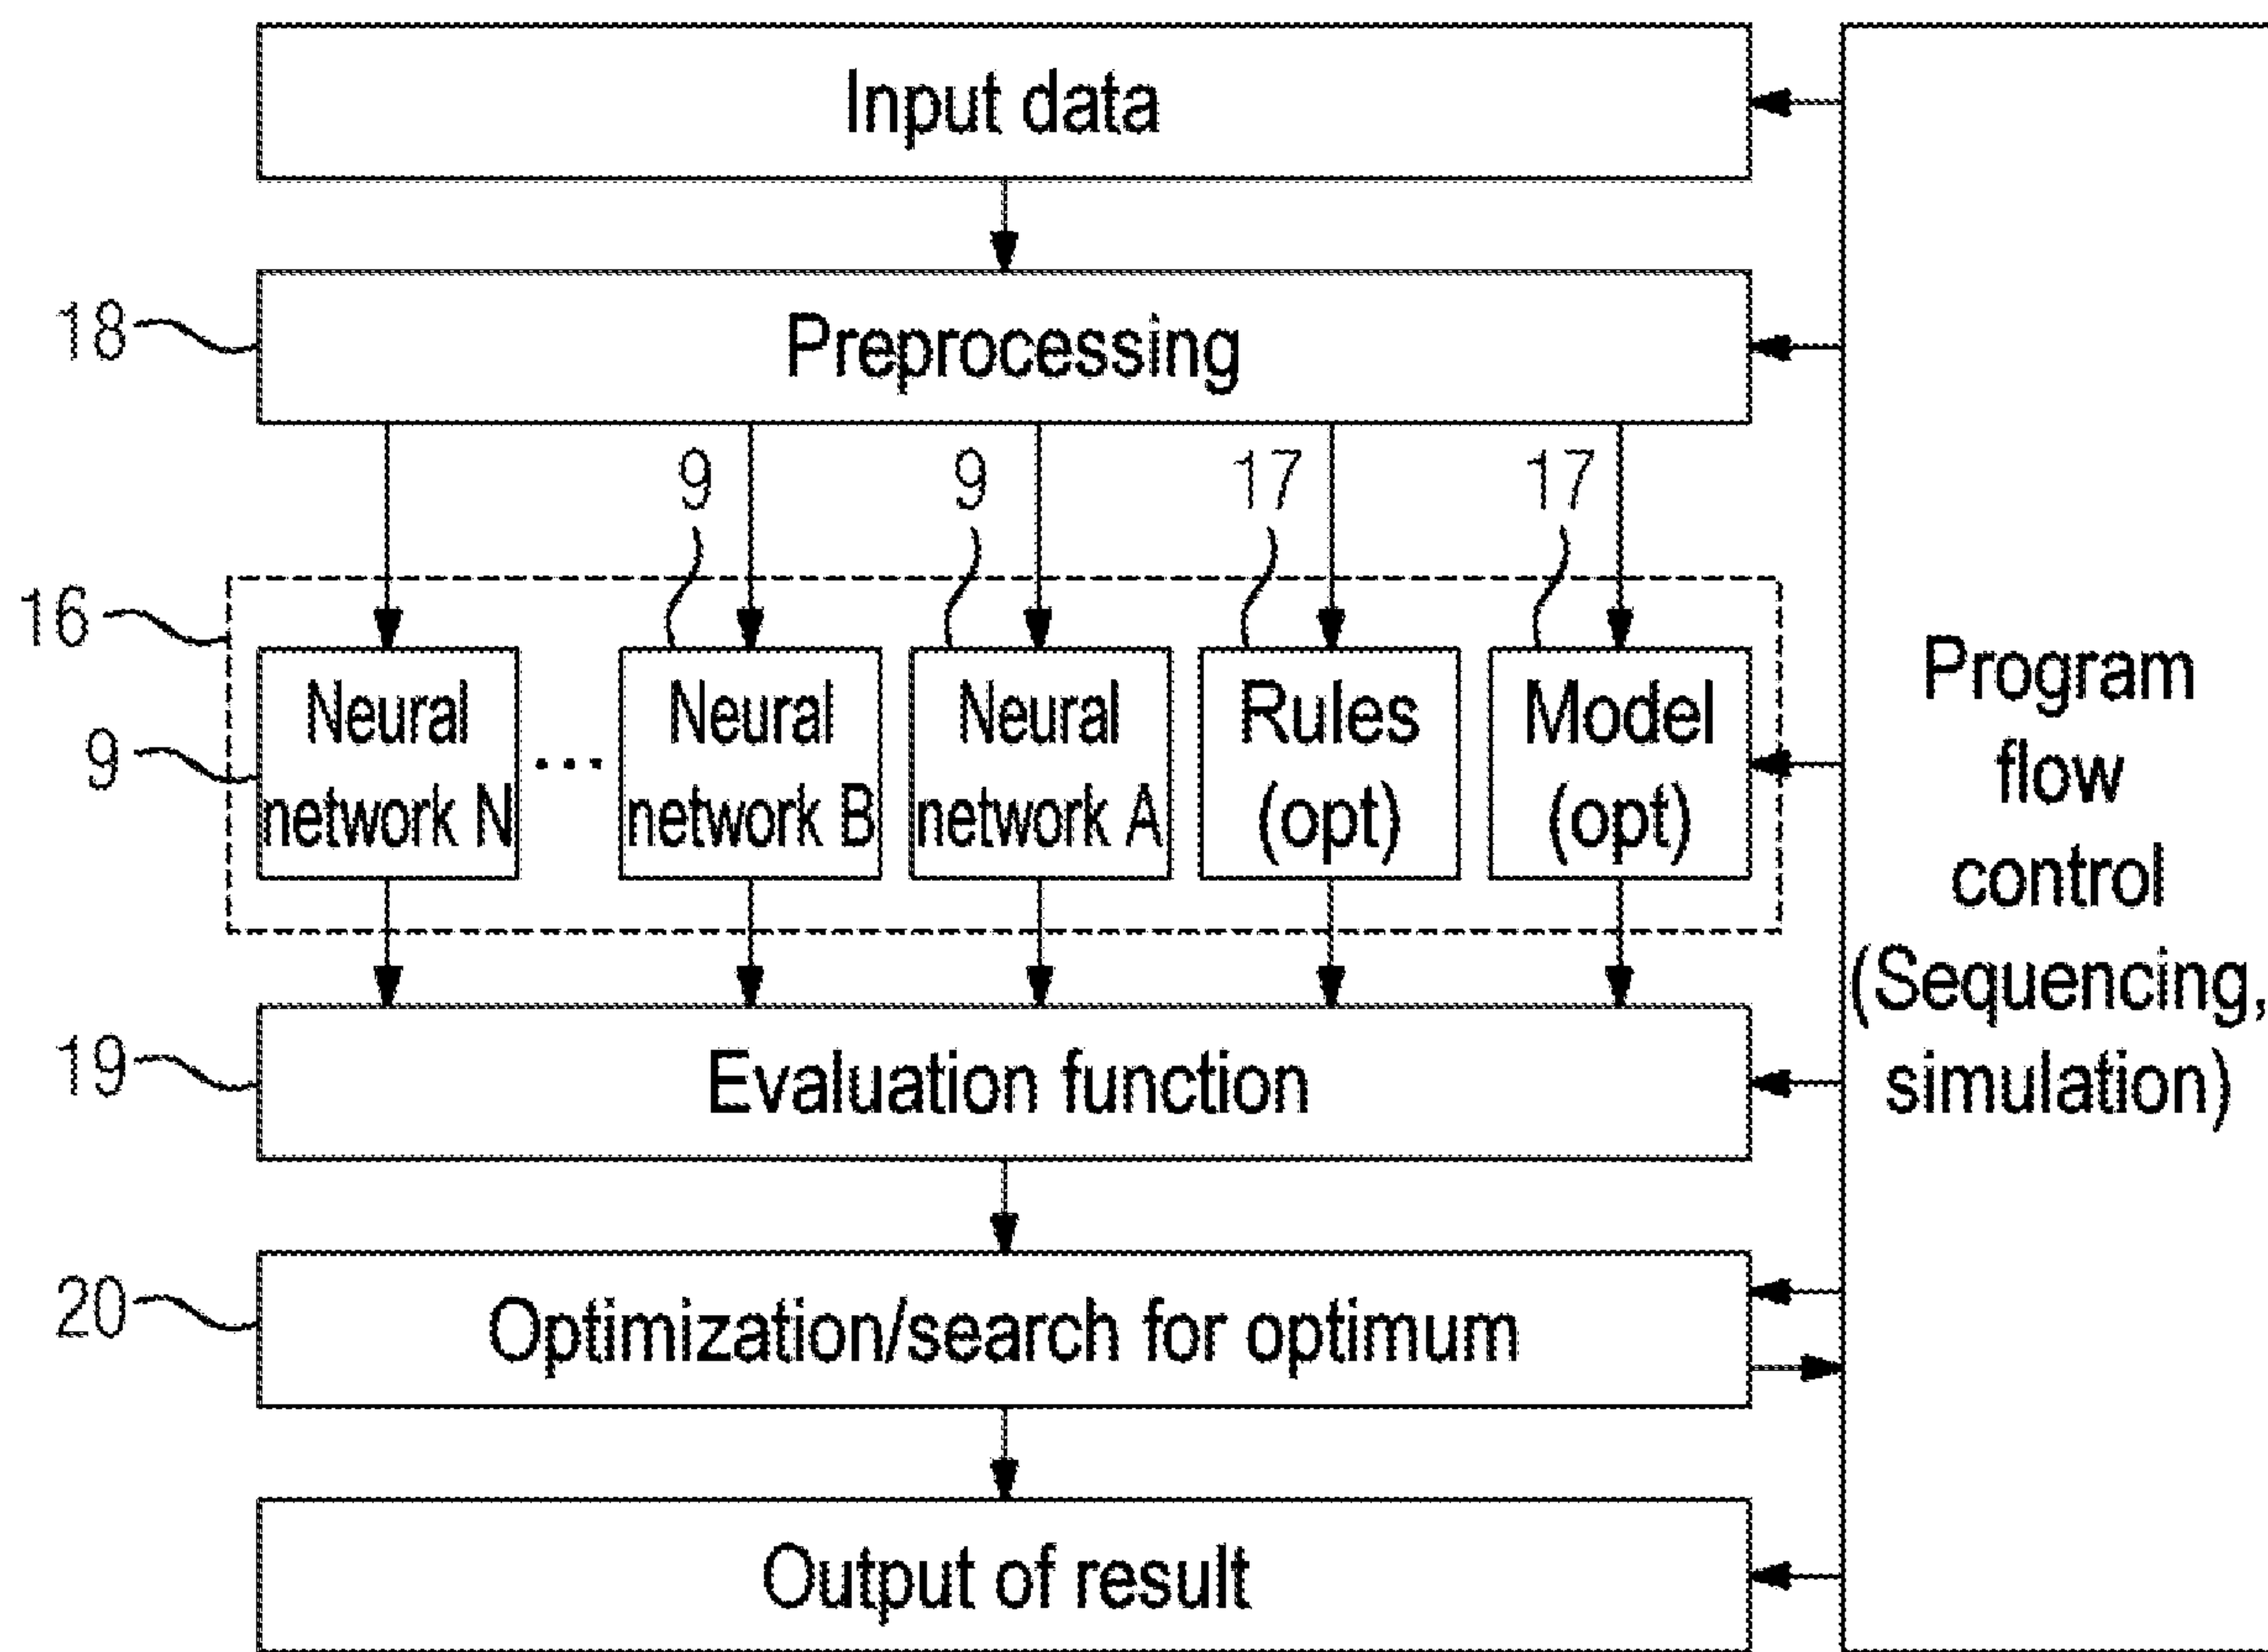 Input data
18
Preprocessing
9
9
17
17
16
9
Neural
network N
...
Neural
network B
Neural
network A
Rules
(opt)
Model
(opt)
Program
flow
control
(Sequencing,
simulation)
19
Evaluation function
20
Optimization/search for optimum
Output of result